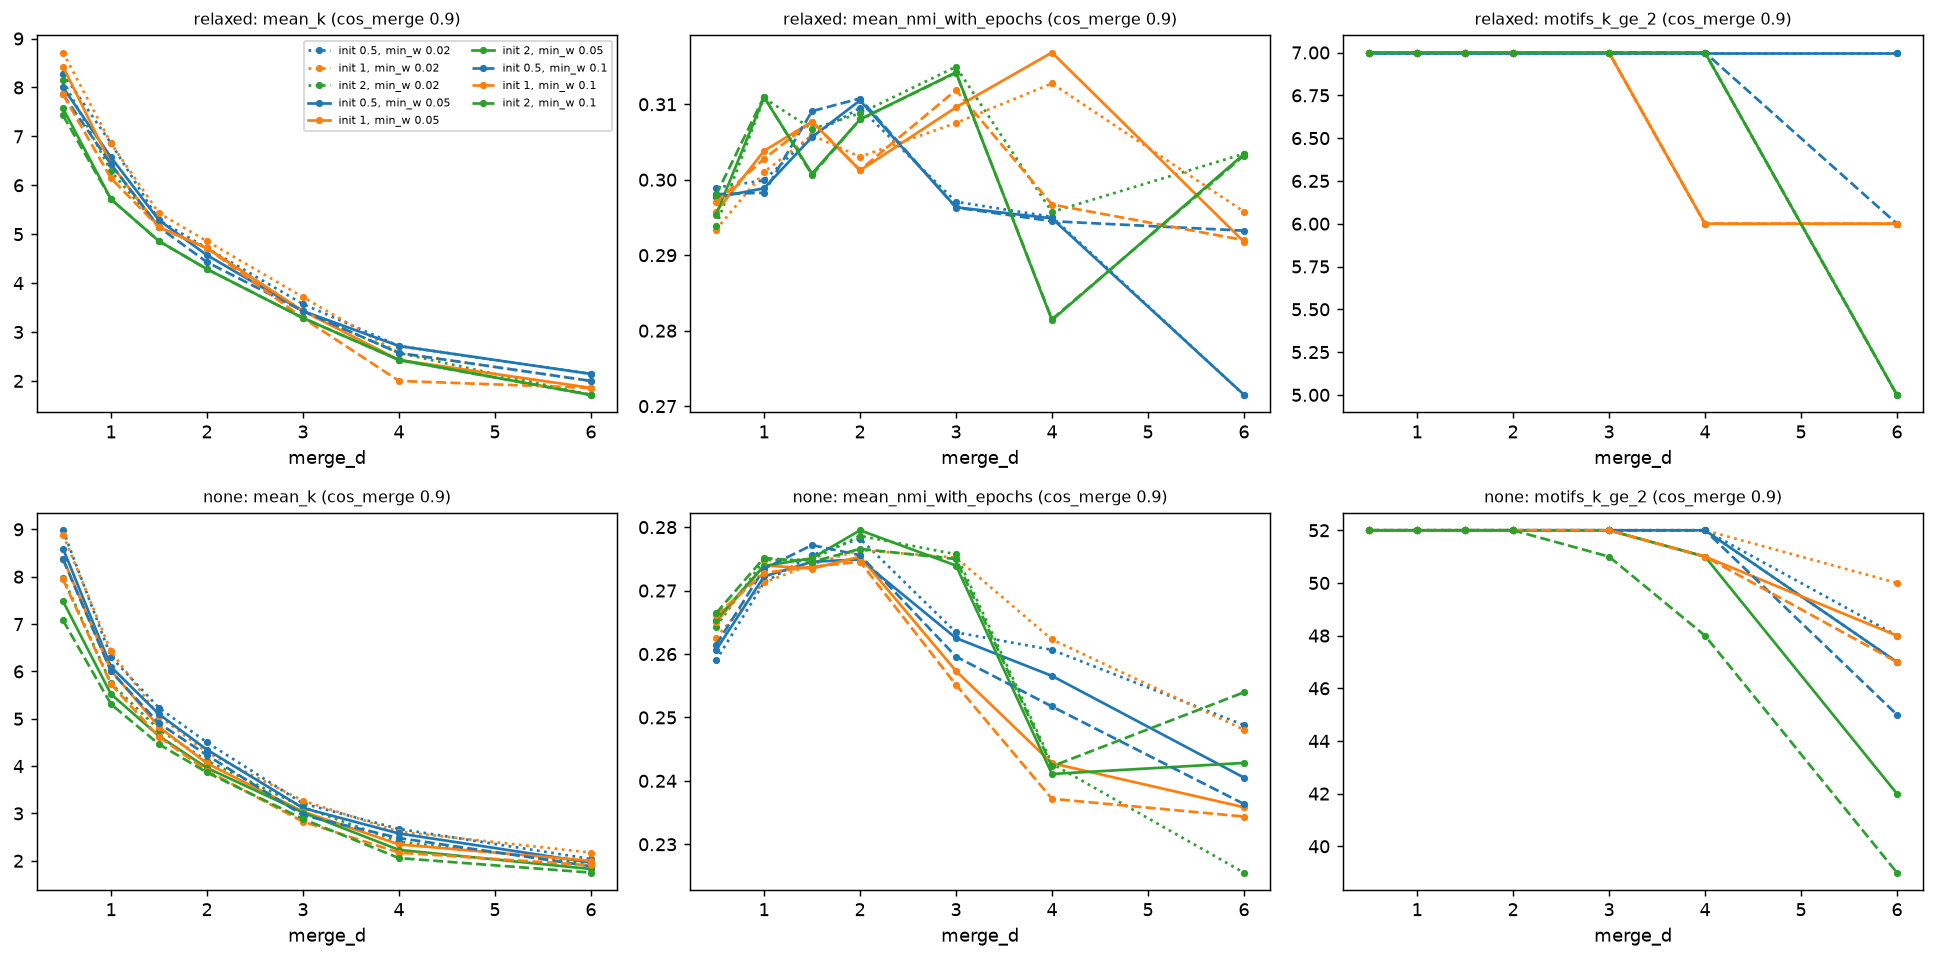 relaxed: mean_k (cos_merge 0.9)
9
8
7
6
5
4
3
2
init 0.5, min_w 0.02
init 1, min_w 0.02
init 2, min_w 0.02
init 0.5, min_w 0.05
init 1, min_w 0.05
init 2, min_w 0.05
init 0.5, min_w 0.1
init 1, min_w 0.1
init 2, min_w 0.1
1 2 3 4 5 6
merge_d
relaxed: mean_nmi_with_epochs (cos_merge 0.9)
0.31
0.30
0.29
0.28
0.27
1 2 3 4 5 6
merge_d
relaxed: motifs_k_ge_2 (cos_merge 0.9)
7.00
6.75
6.50
6.25
6.00
5.75
5.50
5.25
5.00
1 2 3 4 5 6
merge_d
none: mean_k (cos_merge 0.9)
9
8
7
6
5
4
3
2
1 2 3 4 5 6
merge_d
none: mean_nmi_with_epochs (cos_merge 0.9)
0.28
0.27
0.26
0.25
0.24
0.23
1 2 3 4 5 6
merge_d
none: motifs_k_ge_2 (cos_merge 0.9)
52
50
48
46
44
42
40
1 2 3 4 5 6
merge_d